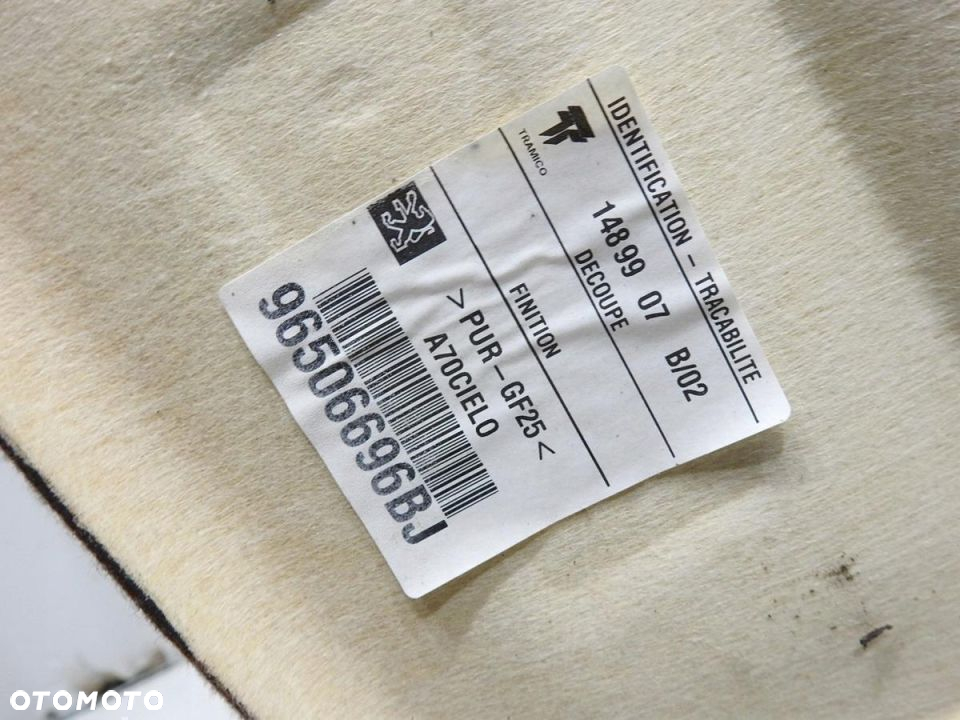 IDENTIFICATION - TRACABILITE
TRAMICO
14899 07 B/02
DECOUPE
FINITION
>PUR-GF25<
A70CIELO
96506696BJ
OTOMOTO